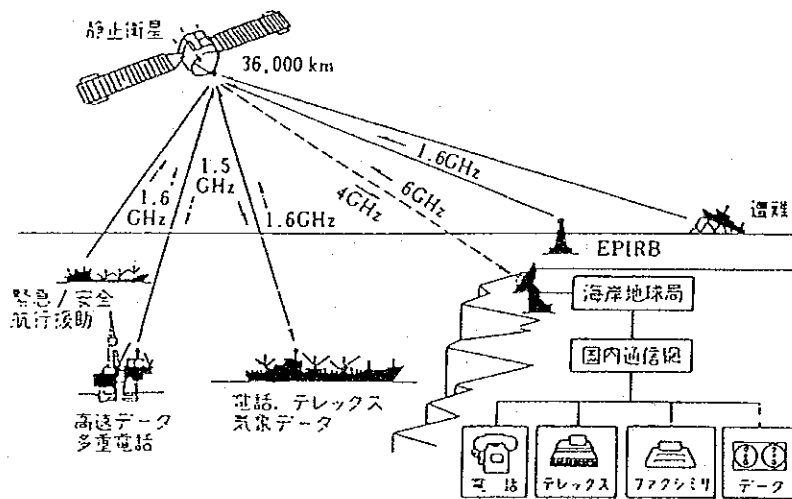 静止衛星
36,000 km
1.6GHz
1.5
GHz
1.6
GHz
1.6GHz
6GHz
4GHz
遭難
EPIRB
緊急/安全
航行援助
海岸地球局
国内通信網
高速データ
多重電話
電話, テレックス
気象データ
電話
テレックス
ファクシミリ
データ